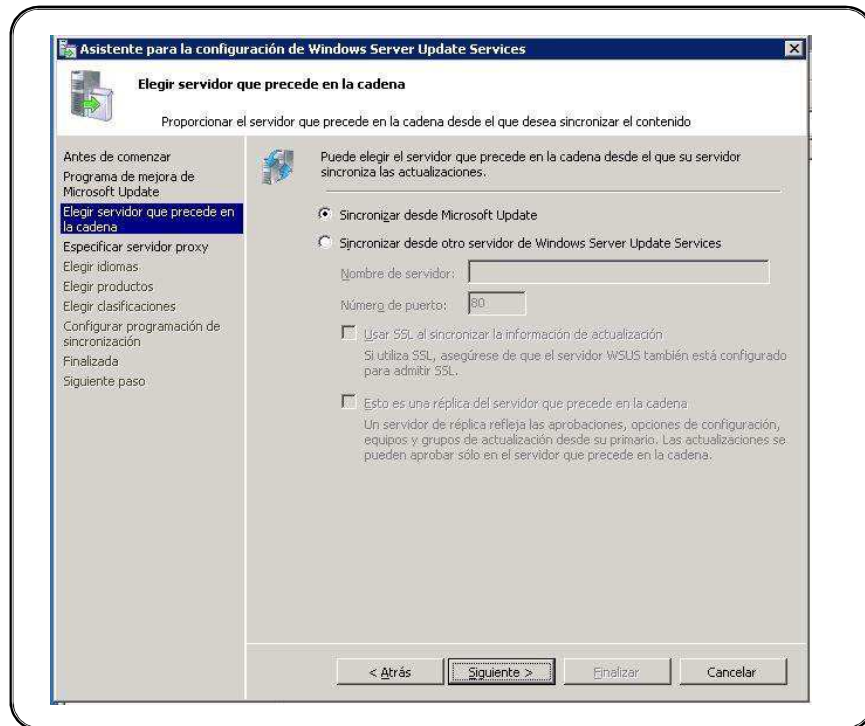 Asistente para la configuración de Windows Server Update Services
Elegir servidor que precede en la cadena
Proporcionar el servidor que precede en la cadena desde el que desea sincronizar el contenido
Antes de comenzar
Programa de mejora de
Microsoft Update
Elegir servidor que precede en
la cadena
Especificar servidor proxy
Elegir idiomas
Elegir productos
Elegir clasificaciones
Configurar programación de
sincronización
Finalizada
Siguiente paso
Puede elegir el servidor que precede en la cadena desde el que su servidor
sincroniza las actualizaciones.
Sincronizar desde Microsoft Update
Sincronizar desde otro servidor de Windows Server Update Services
Nombre de servidor:
Número de puerto: 80
Usar SSL al sincronizar la información de actualización
Si utiliza SSL, asegúrese de que el servidor WSUS también está configurado
para admitir SSL.
Esto es una réplica del servidor que precede en la cadena
Un servidor de réplica refleja las aprobaciones, opciones de configuración,
equipos y grupos de actualización desde su primario. Las actualizaciones se
pueden aprobar sólo en el servidor que precede en la cadena.
< Atrás Siguiente > Finalizar Cancelar